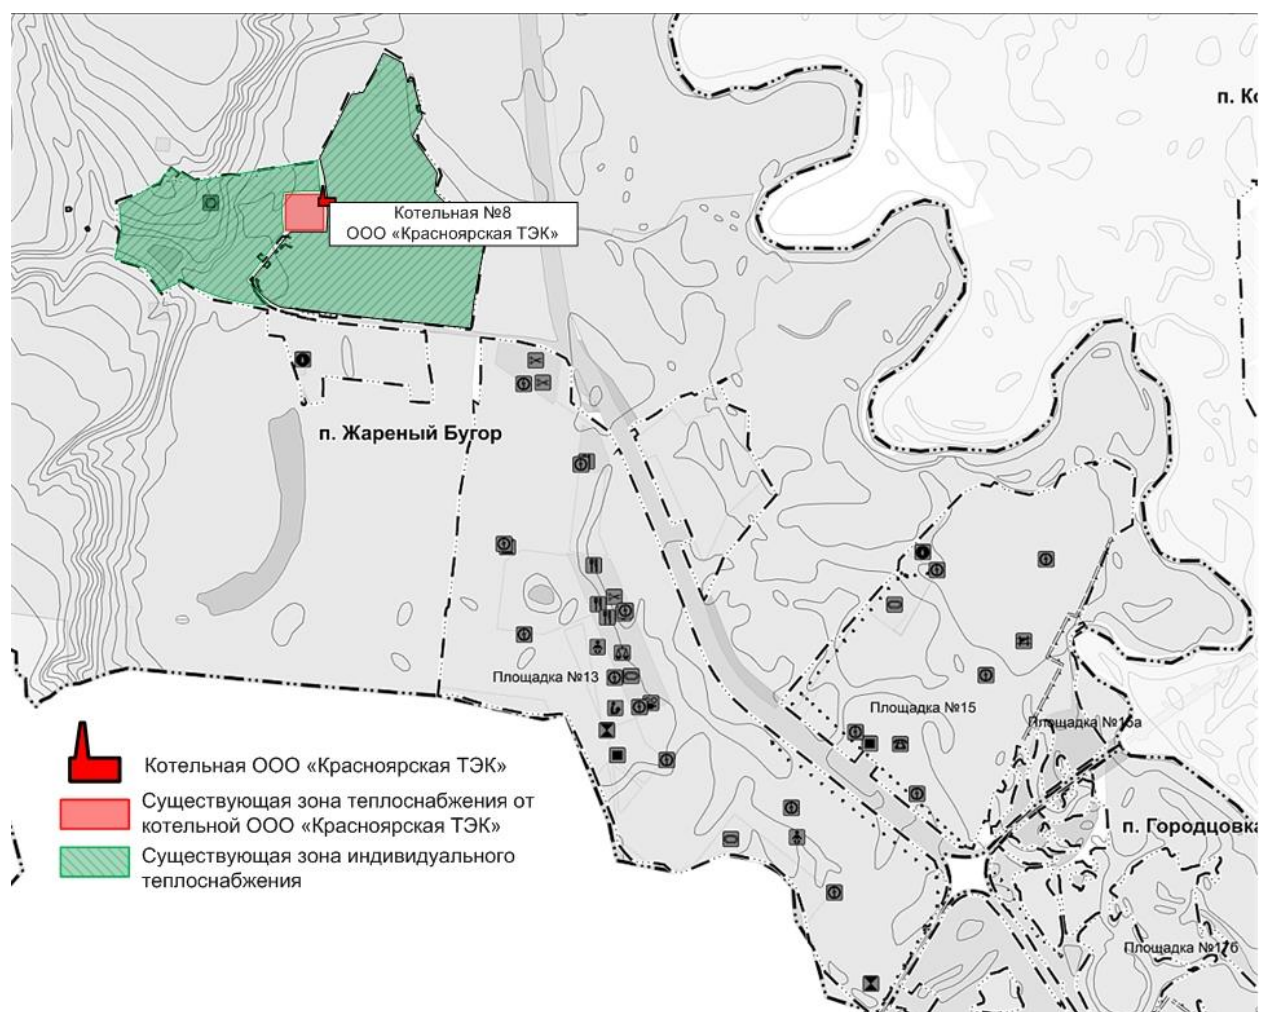 п. Ко
Котельная №8
ООО «Красноярская ТЭК»
п. Жареный Бугор
Площадка №13
Площадка №15
Площадка №15а
Котельная ООО «Красноярская ТЭК»
Существующая зона теплоснабжения от
котельной ООО «Красноярская ТЭК»
п. Городцовка
Существующая зона индивидуального
теплоснабжения
Площадка №17б